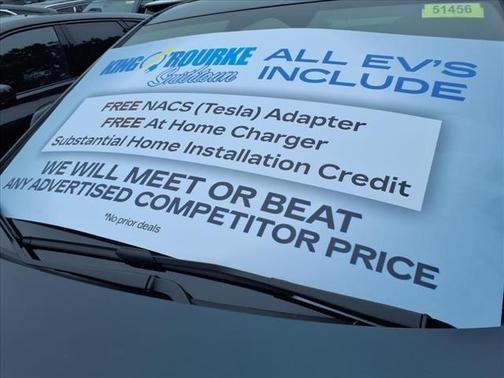 51456
KING O'ROURKE
Smithtown
ALL EV'S
INCLUDE
FREE NACS (Tesla) Adapter
FREE At Home Charger
Substantial Home Installation Credit
WE WILL MEET OR BEAT
ANY ADVERTISED COMPETITOR PRICE
*No prior deals